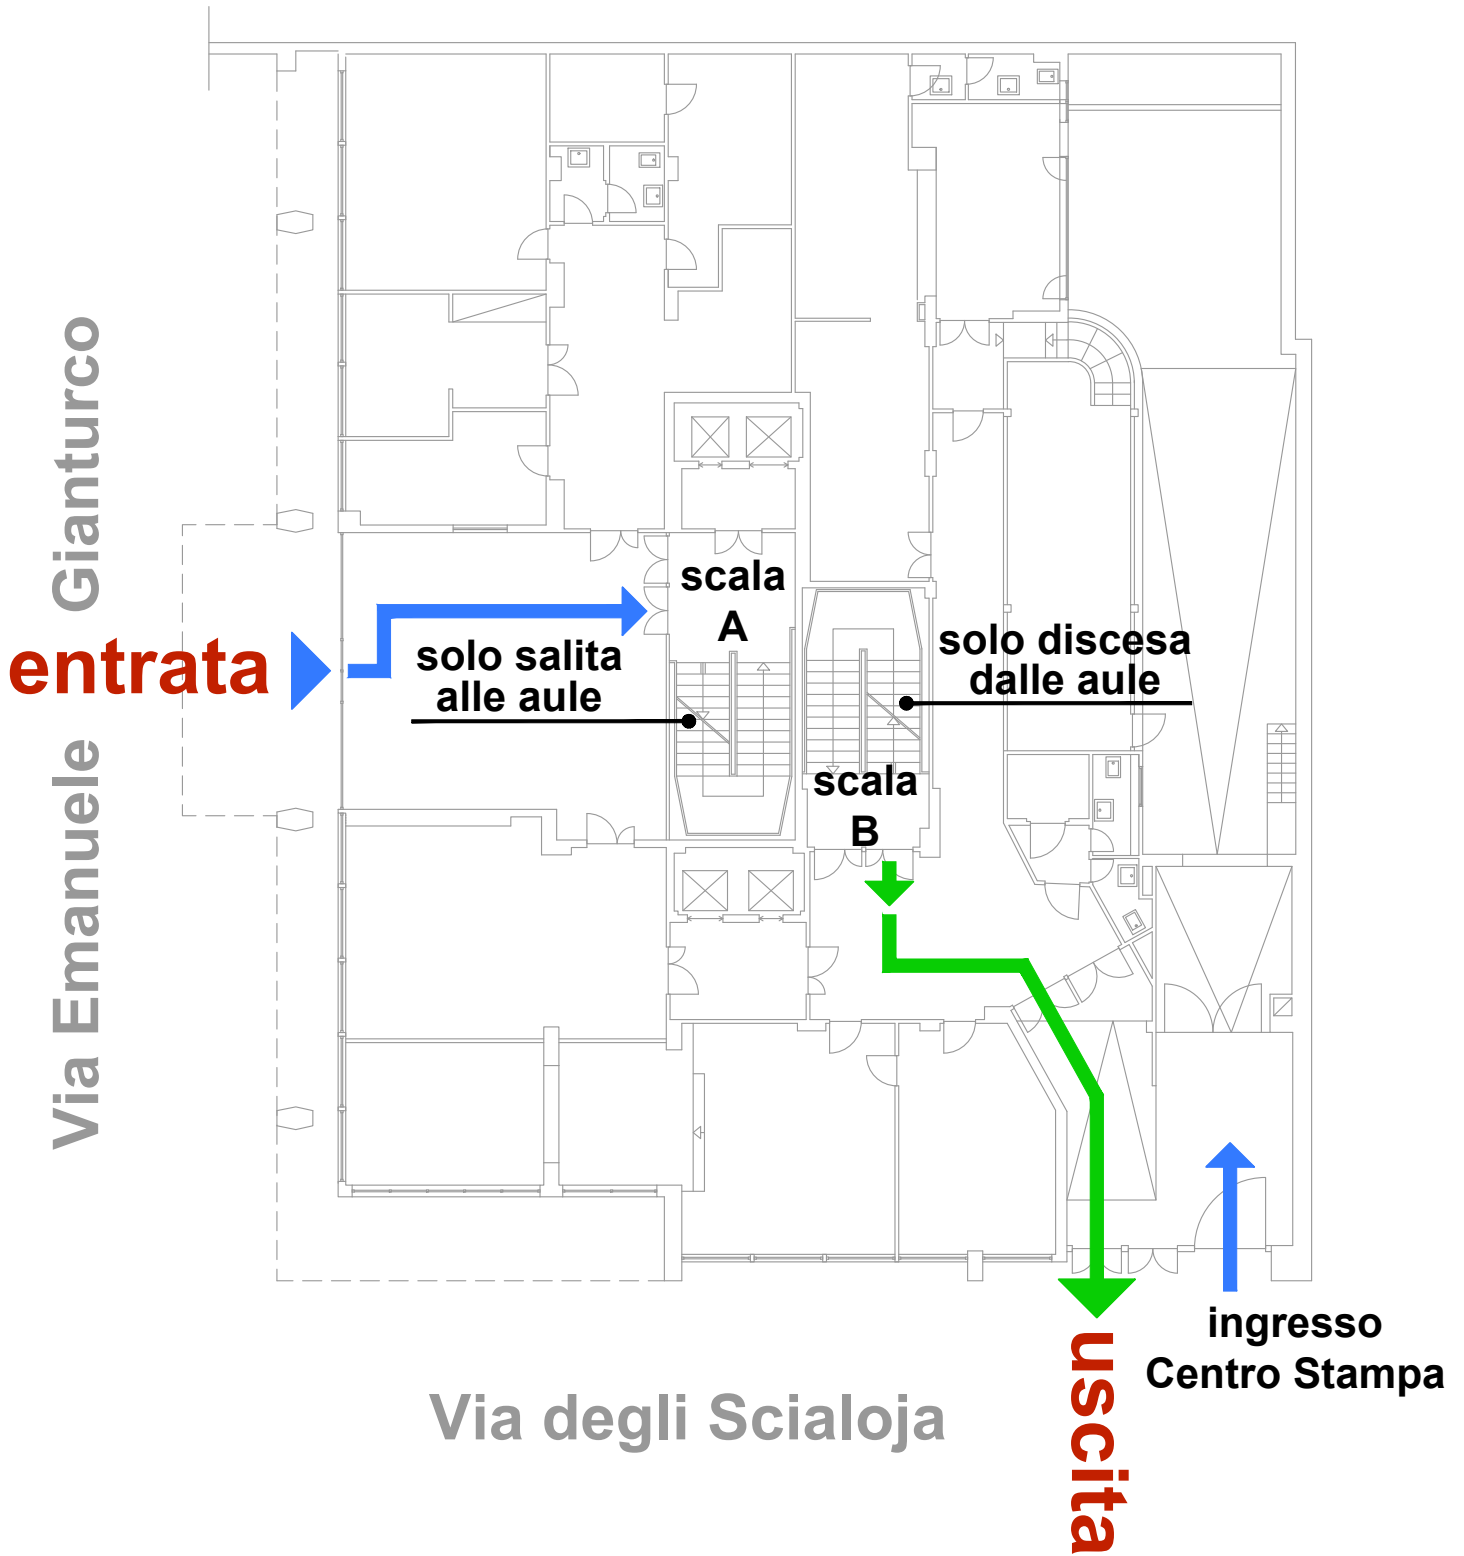 Via Emanuele Gianturco
entrata
scala
A
solo salita
alle aule
solo discesa
dalle aule
scala
B
ingresso
Centro Stampa
uscita
Via degli Scialoja